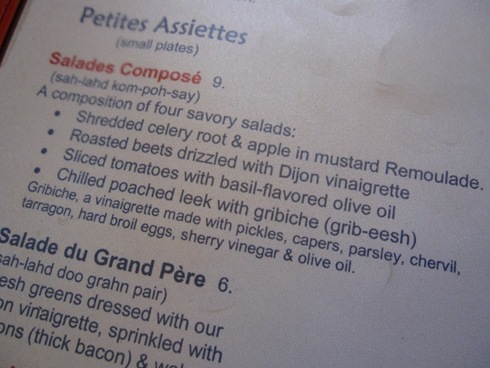 Petites Assiettes
(small plates)
Salades Composé 9.
(sah-lahd kom-poh-say)
A composition of four savory salads:
• Shredded celery root & apple in mustard Remoulade.
• Roasted beets drizzled with Dijon vinaigrette
• Sliced tomatoes with basil-flavored olive oil
• Chilled poached leek with gribiche (grib-eesh)
Gribiche, a vinaigrette made with pickles, capers, parsley, chervil,
tarragon, hard broil eggs, sherry vinegar & olive oil.
Salade du Grand Père 6.
sah-lahd doo grahn pair)
esh greens dressed with our
on vinaigrette, sprinkled with
ons (thick bacon) &